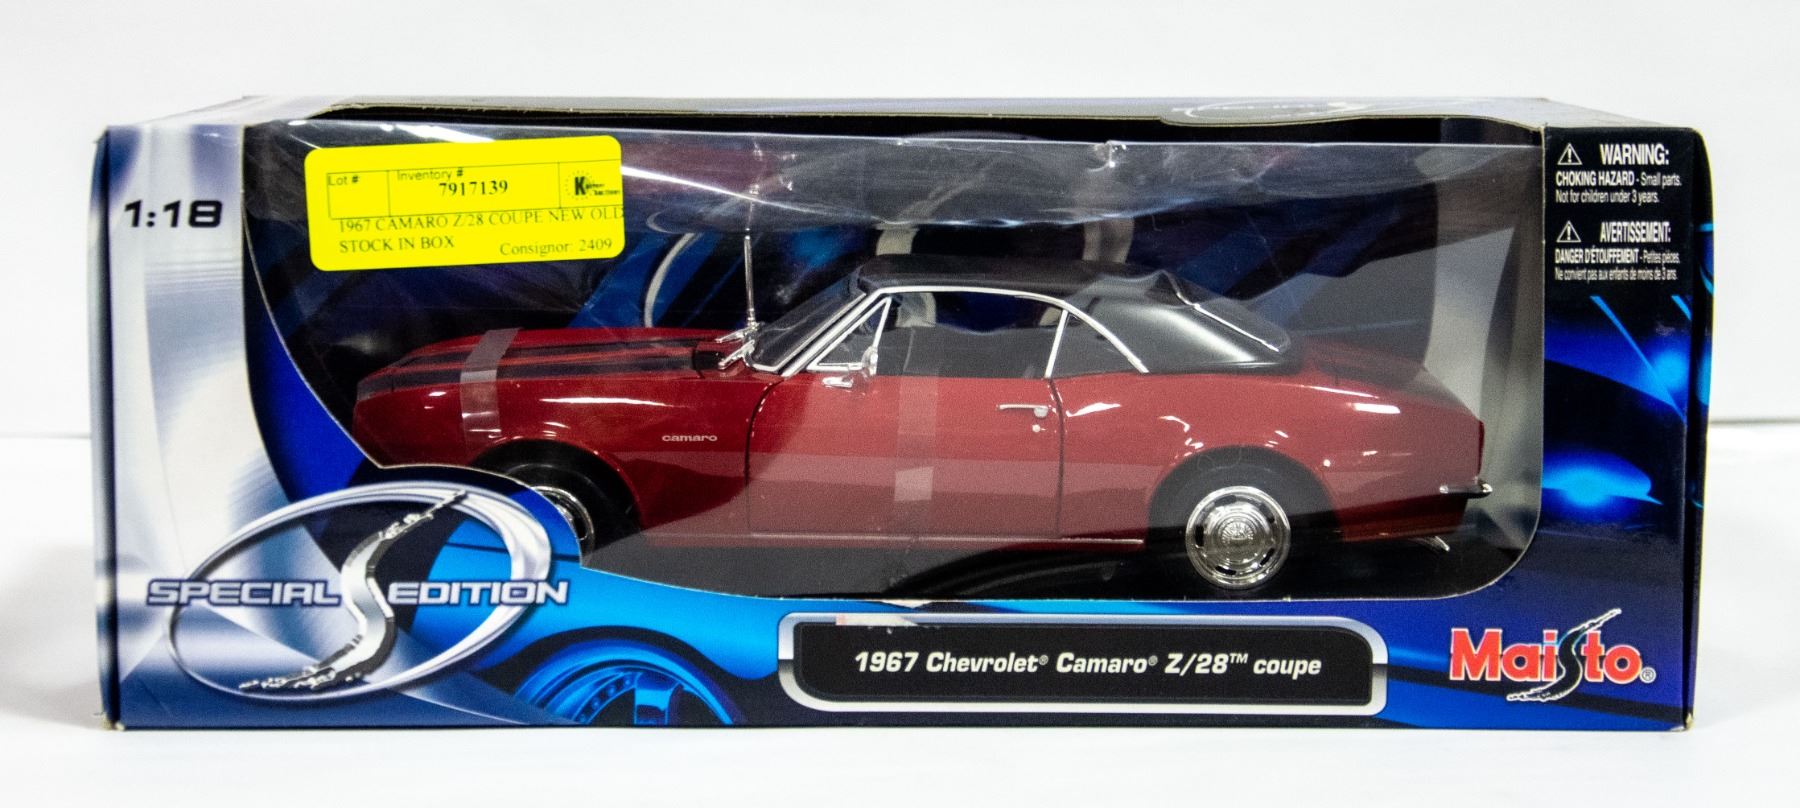 Lot #
Inventory #
7917139
1967 CAMARO Z/28 COUPE NEW OLD
STOCK IN BOX
Consignor: 2409
1:18
WARNING:
CHOKING HAZARD - Small parts.
Not for children under 3 years.
AVERTISSEMENT:
DANGER D'ÉTOUFFEMENT - Petites pièces.
Ne convient pas aux enfants de moins de 3 ans.
camaro
SPECIAL EDITION
1967 Chevrolet® Camaro® Z/28™ coupe
Maisto®